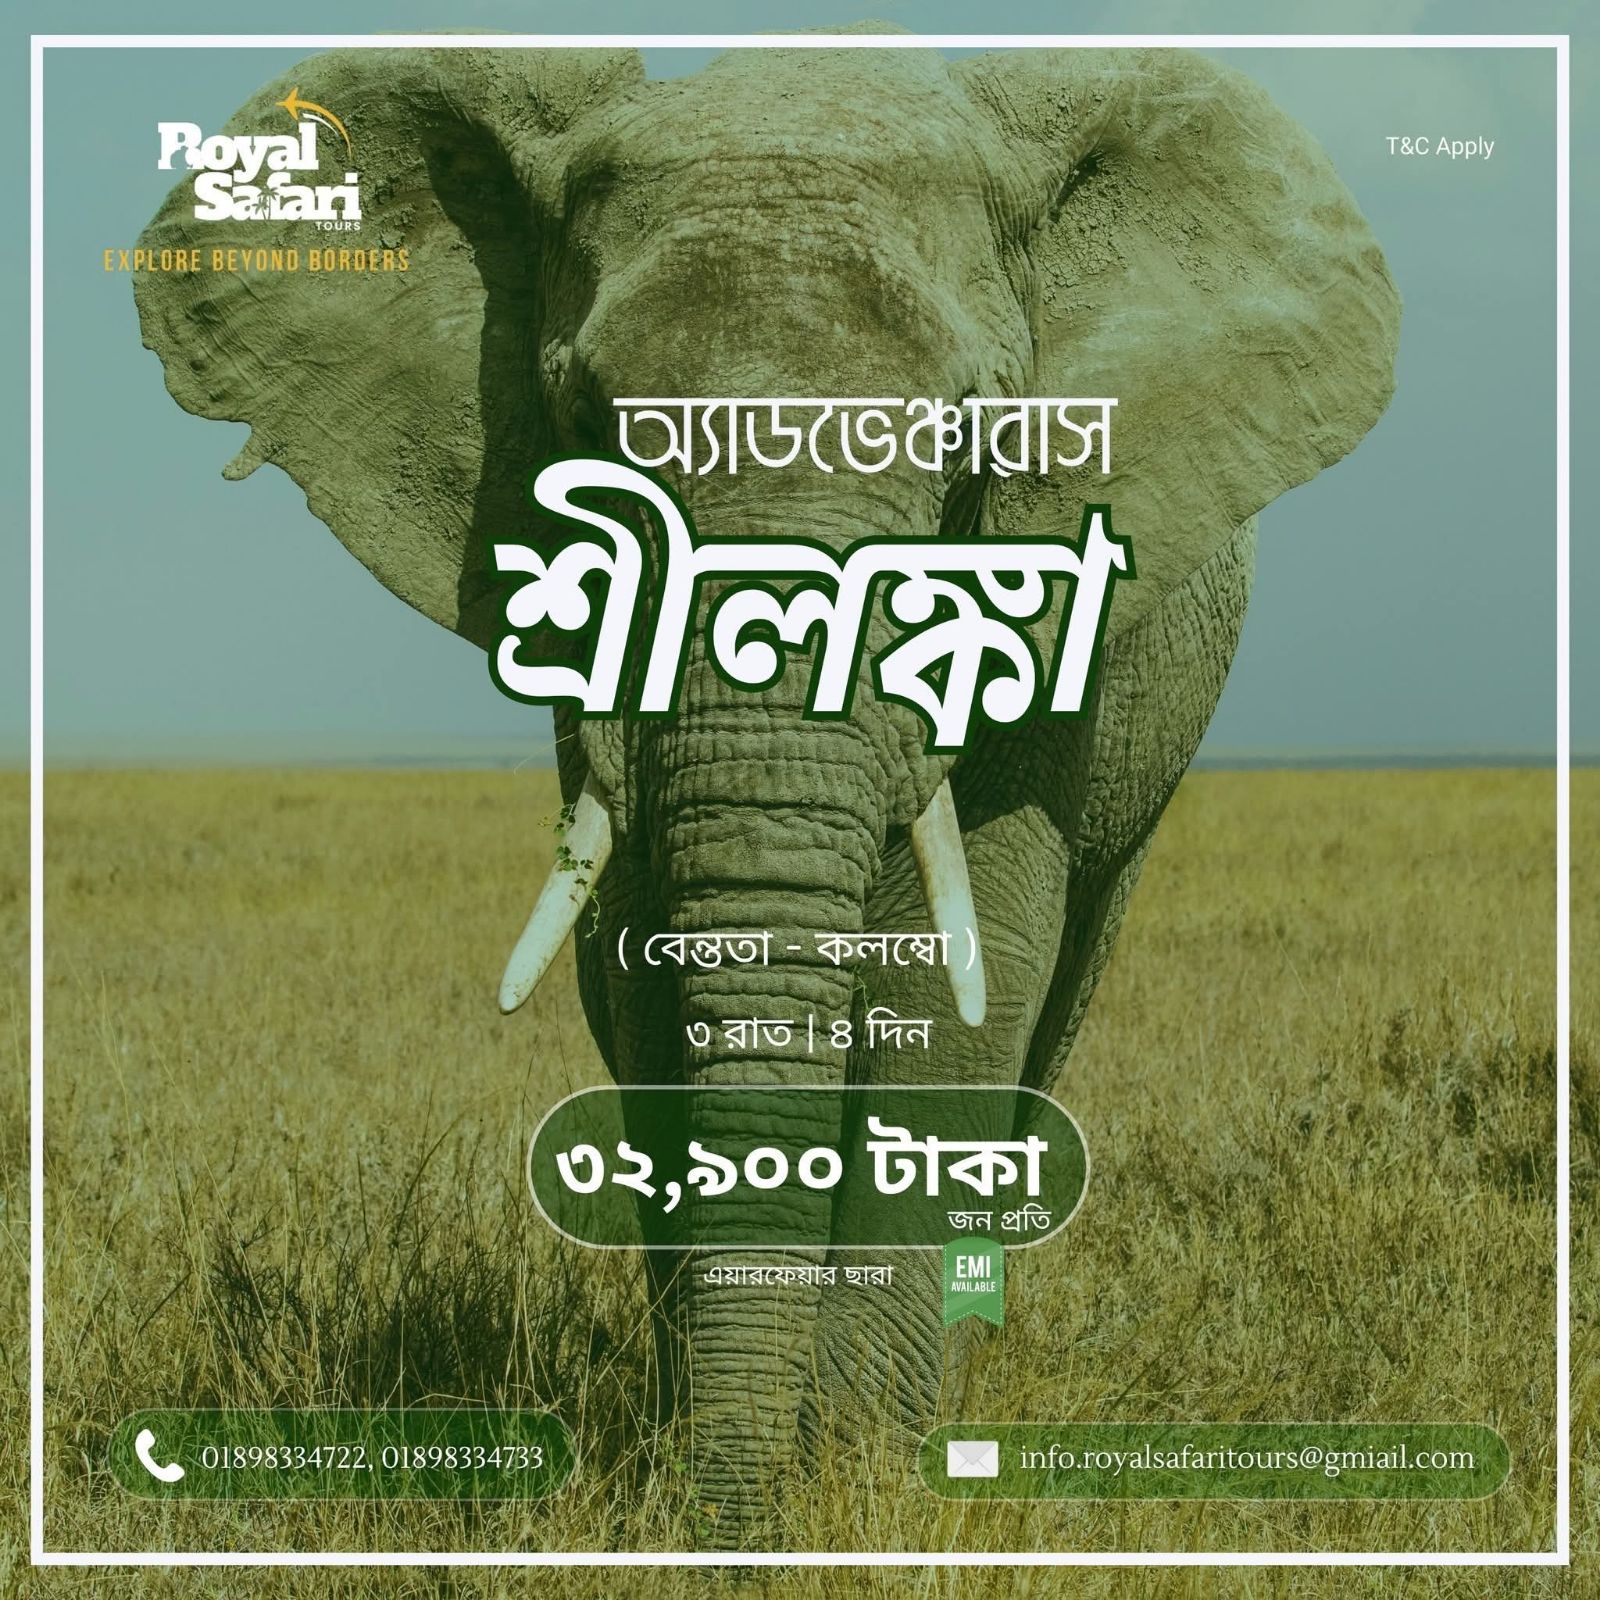 Royal
Safari
TOURS
EXPLORE BEYOND BORDERS
T&C Apply
অ্যাডভেঞ্চারাস
শ্রীলঙ্কা
( বেন্ততা - কলম্বো )
৩ রাত | ৪ দিন
৩২,৯০০ টাকা
জন প্রতি
এয়ারফেয়ার ছারা
EMI
AVAILABLE
01898334722, 01898334733
info.royalsafaritours@gmiail.com